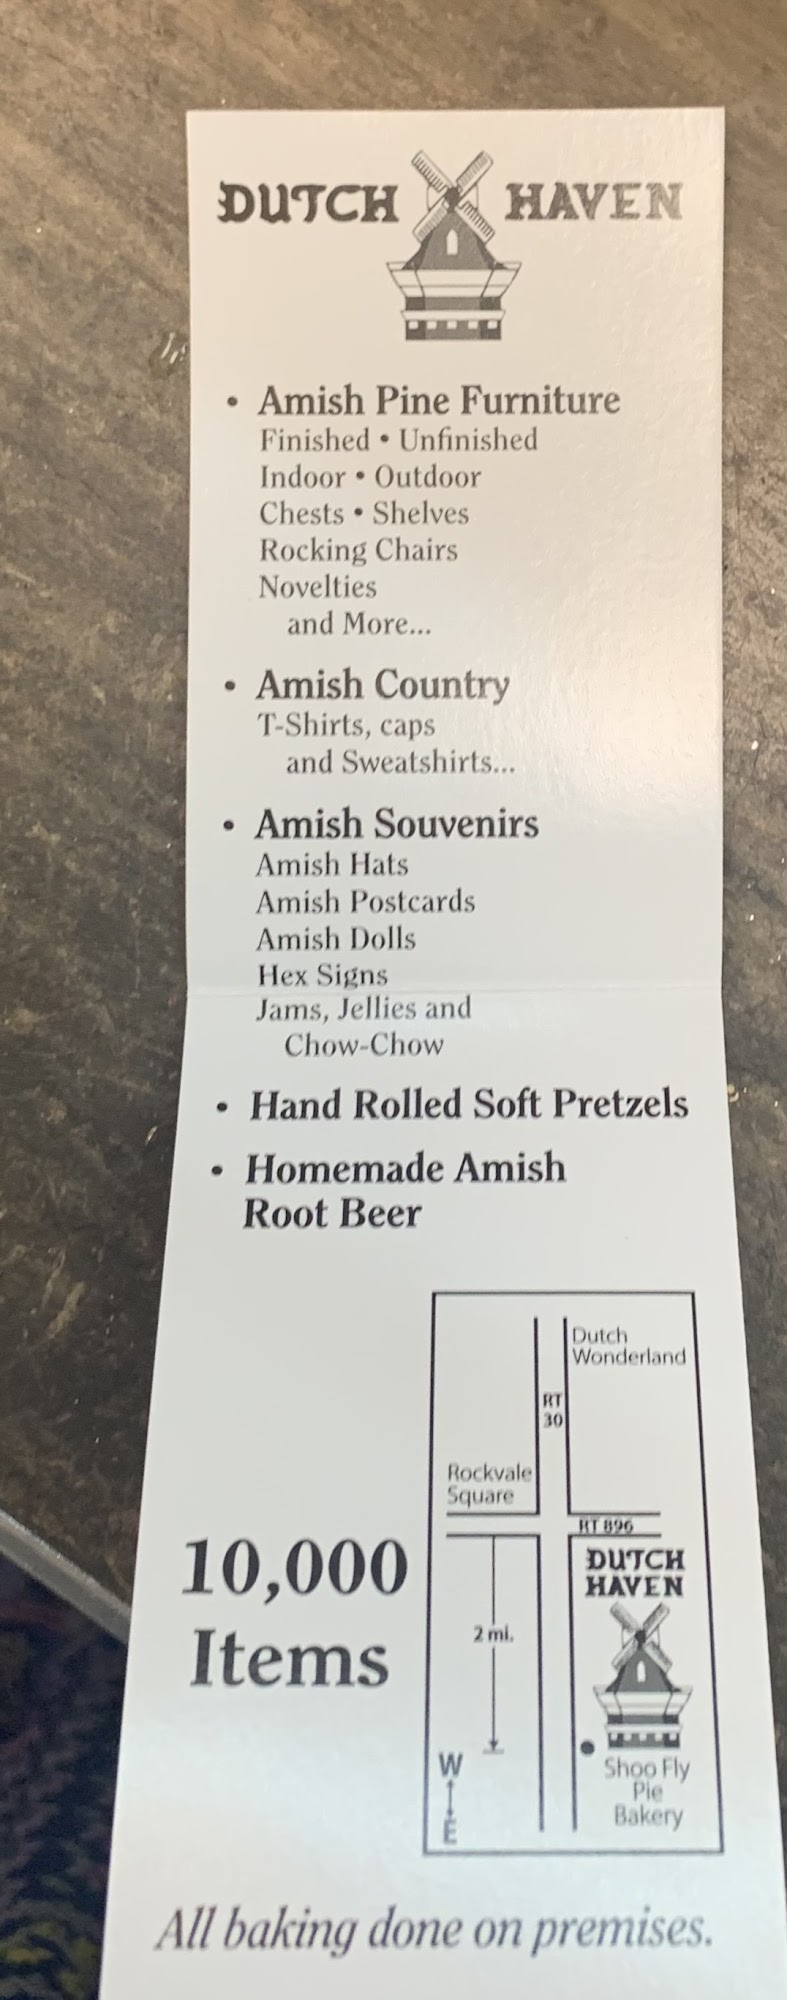 DUTCH HAVEN
• Amish Pine Furniture
Finished • Unfinished
Indoor • Outdoor
Chests • Shelves
Rocking Chairs
Novelties
and More...
• Amish Country
T-Shirts, caps
and Sweatshirts...
• Amish Souvenirs
Amish Hats
Amish Postcards
Amish Dolls
Hex Signs
Jams, Jellies and
Chow-Chow
• Hand Rolled Soft Pretzels
• Homemade Amish
Root Beer
10,000
Items
Dutch
Wonderland
RT
30
Rockvale
Square
RT 896
DUTCH
HAVEN
2 mi.
W
E
Shoo Fly
Pie
Bakery
All baking done on premises.